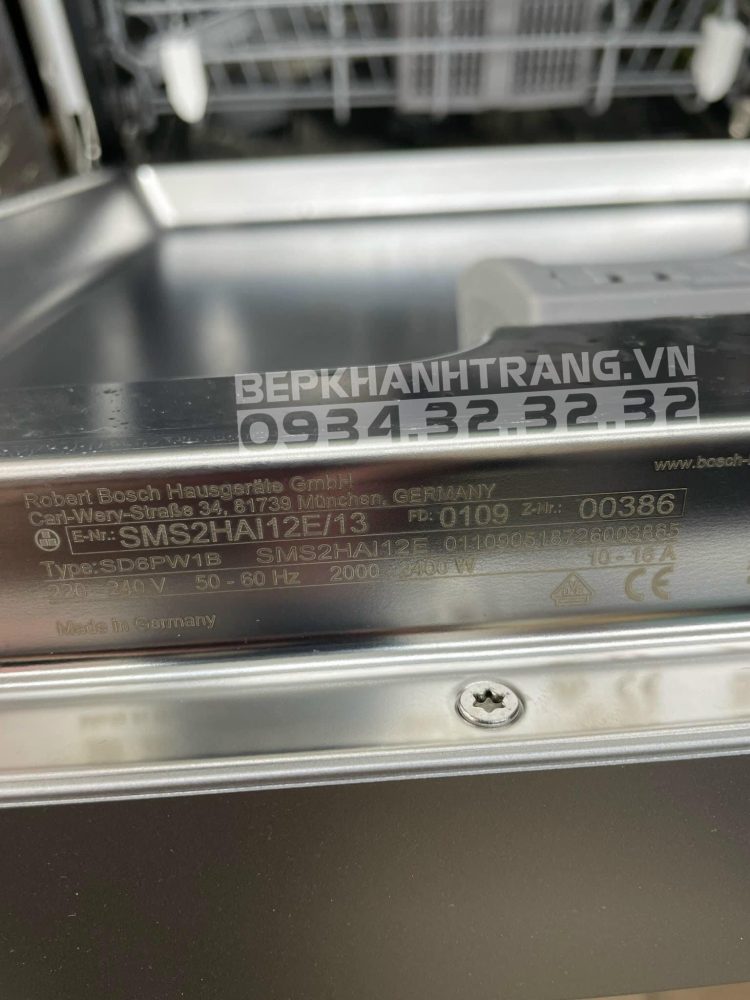 BEPKHANHTRANG.VN
0934.32.32.32
www.bosch-
Robert Bosch Hausgeräte GmbH
Carl-Wery-Straße 34, 81739 München, GERMANY
E-Nr.: SMS2HAI12E/13 FD: 0109 Z-Nr.: 00386
Type: SD6PW1B SMS2HAI12E 011090518726003865
220 - 240 V 50 - 60 Hz 2000 - 2400 W 10 - 16 A
CE
Made in Germany